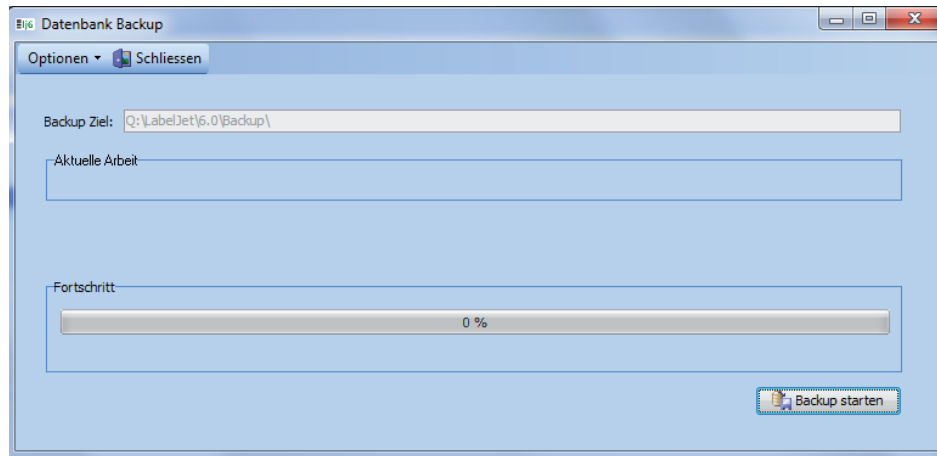 Datenbank Backup
Optionen Schliessen
Backup Ziel: Q:\LabelJet\6.0\Backup\
Aktuelle Arbeit
Fortschritt
0 %
Backup starten